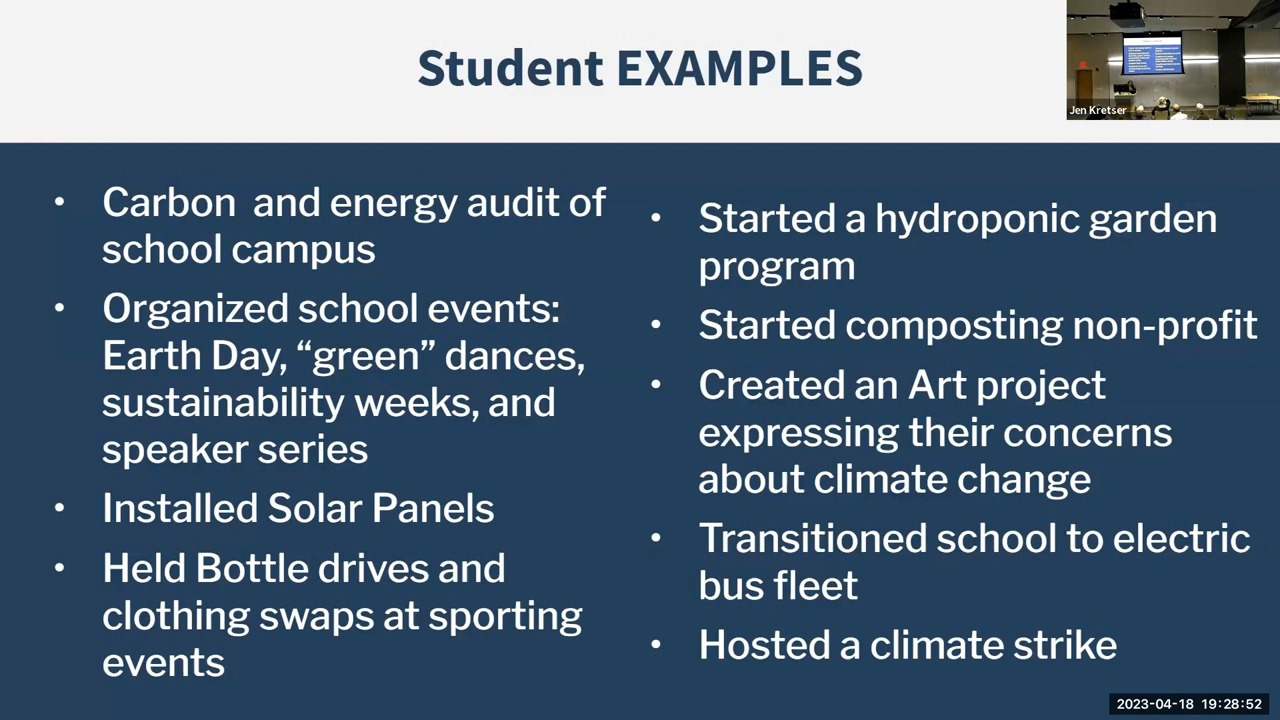 Student EXAMPLES
Jen Kretser
• Carbon  and energy audit of
school campus
• Organized school events:
Earth Day, “green” dances,
sustainability weeks, and
speaker series
• Installed Solar Panels
• Held Bottle drives and
clothing swaps at sporting
events
• Started a hydroponic garden
program
• Started composting non-profit
• Created an Art project
expressing their concerns
about climate change
• Transitioned school to electric
bus fleet
• Hosted a climate strike
2023-04-18 19:28:52